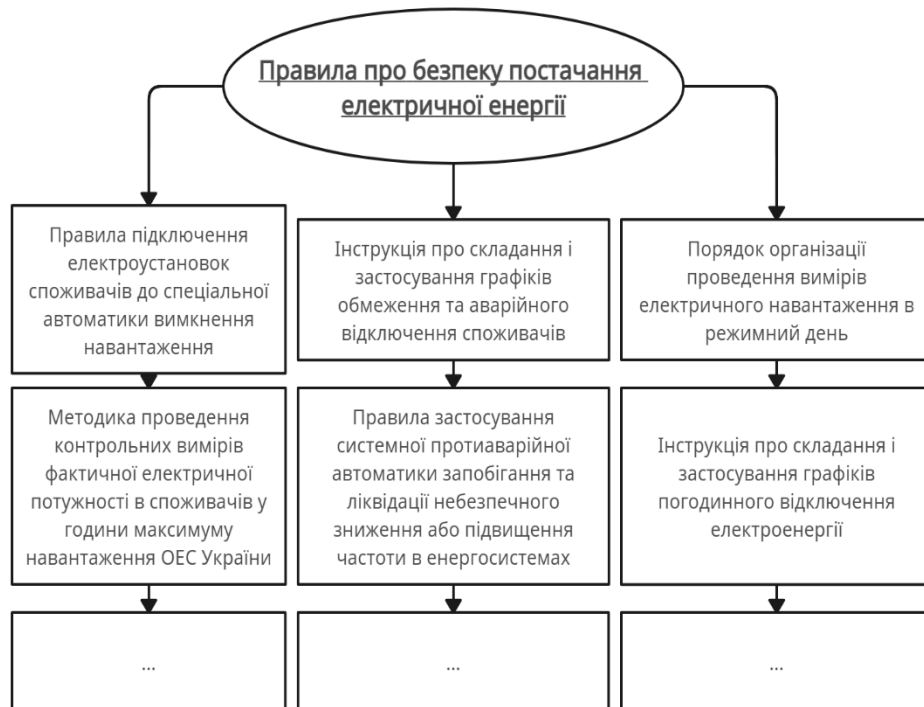 Правила про безпеку постачання
електричної енергії
Правила підключення
електроустановок
споживачів до спеціальної
автоматики вимкнення
навантаження
Інструкція про складання і
застосування графіків
обмеження та аварійного
відключення споживачів
Порядок організації
проведення вимірів
електричного навантаження в
режимний день
Методика проведення
контрольних вимірів
фактичної електричної
потужності в споживачів у
години максимуму
навантаження ОЕС України
Правила застосування
системної протиаварійної
автоматики запобігання та
ліквідації небезпечного
зниження або підвищення
частоти в енергосистемах
Інструкція про складання і
застосування графіків
погодинного відключення
електроенергії
...
...
...